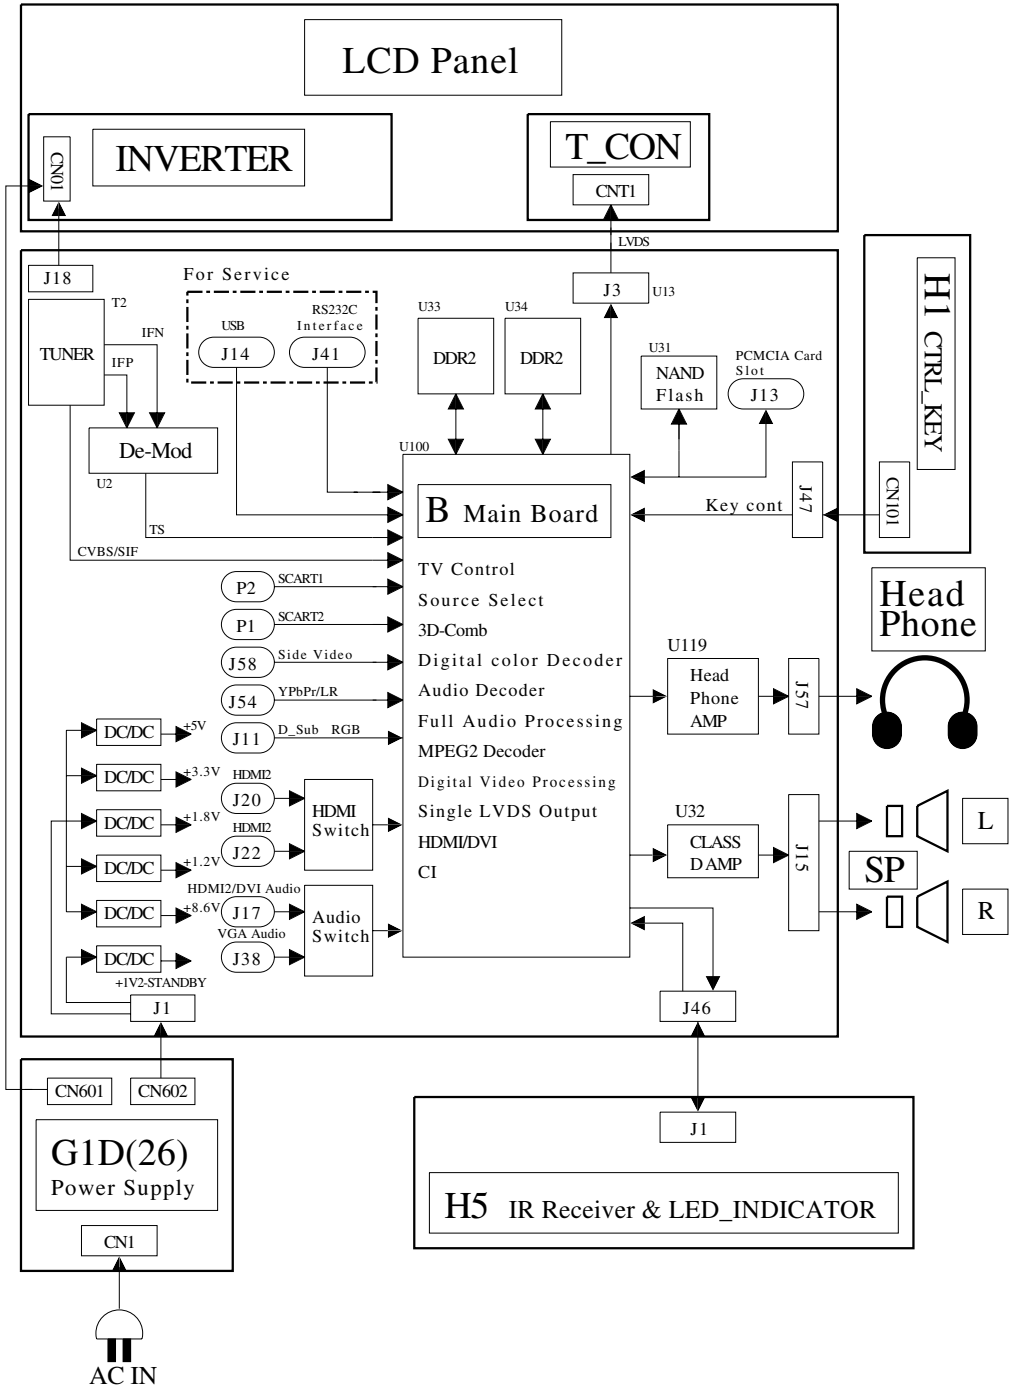 LCD Panel
INVERTER
CN01
T_CON
CNT1
LVDS
J18
For Service
USB
J14
RS232C
Interface
J41
T2
TUNER
IFN
IFP
De-Mod
U2
TS
CVBS/SIF
U33
DDR2
U34
DDR2
J3
U13
U31
NAND
Flash
PCMCIA Card
Slot
J13
H1 CTRL_KEY
CN101
J47
Key cont
U100
B Main Board
TV Control
Source Select
3D-Comb
Digital color Decoder
Audio Decoder
Full Audio Processing
MPEG2 Decoder
Digital Video Processing
Single LVDS Output
HDMI/DVI
CI
P2
SCART1
P1
SCART2
J58
Side Video
J54
YPbPr/LR
J11
D_Sub RGB
HDMI2
J20
HDMI2
J22
HDMI
Switch
HDMI2/DVI Audio
J17
VGA Audio
J38
Audio
Switch
DC/DC
+5V
DC/DC
+3.3V
DC/DC
+1.8V
DC/DC
+1.2V
DC/DC
+8.6V
DC/DC
+1V2-STANDBY
J1
U119
Head
Phone
AMP
J57
Head
Phone
U32
CLASS
D AMP
J15
L
SP
R
J46
CN601
CN602
G1D(26)
Power Supply
CN1
AC IN
J1
H5 IR Receiver & LED_INDICATOR